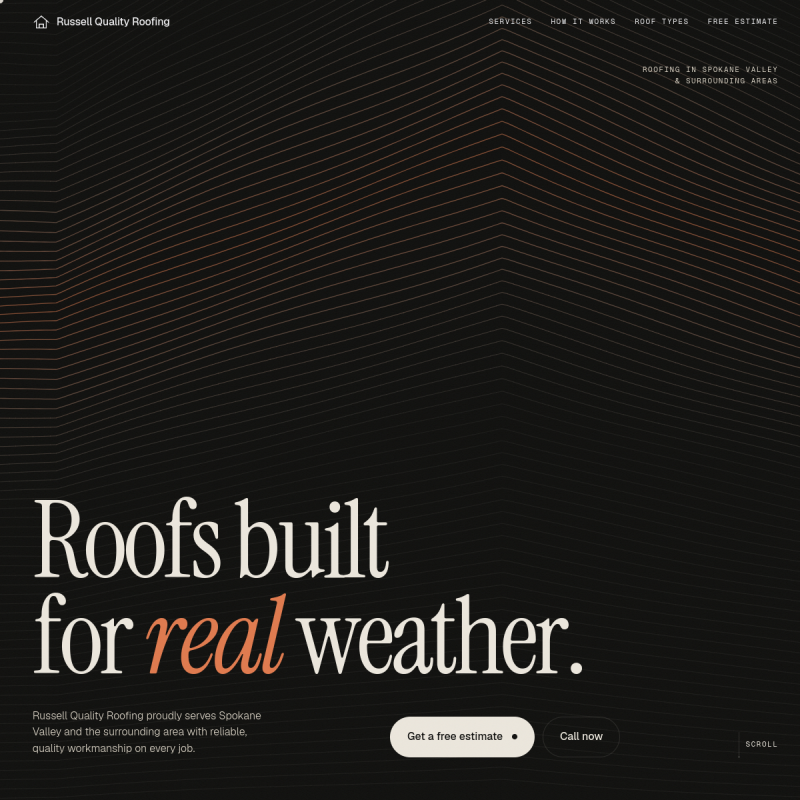 Russell Quality Roofing
SERVICES
HOW IT WORKS
ROOF TYPES
FREE ESTIMATE
ROOFING IN SPOKANE VALLEY
& SURROUNDING AREAS
Roofs built
for real weather.
Russell Quality Roofing proudly serves Spokane
Valley and the surrounding area with reliable,
quality workmanship on every job.
Get a free estimate
Call now
SCROLL